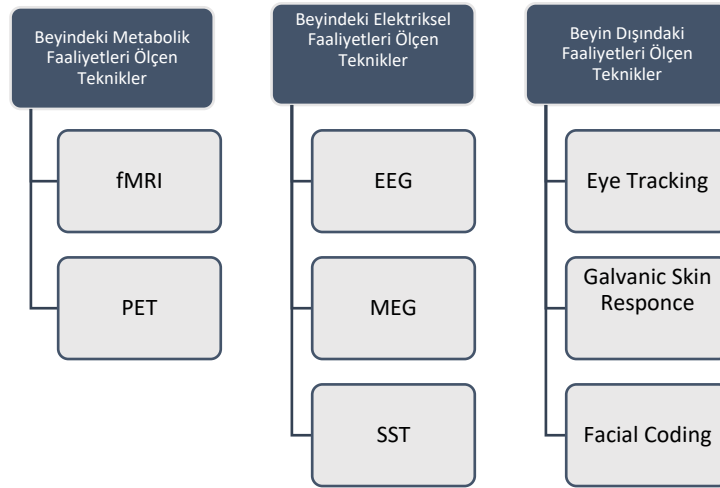 Beyindeki Metabolik
Faaliyetleri Ölçen
Teknikler
fMRI
PET
Beyindeki Elektriksel
Faaliyetleri Ölçen
Teknikler
EEG
MEG
SST
Beyin Dışındaki
Faaliyetleri Ölçen
Teknikler
Eye Tracking
Galvanic Skin
Responce
Facial Coding